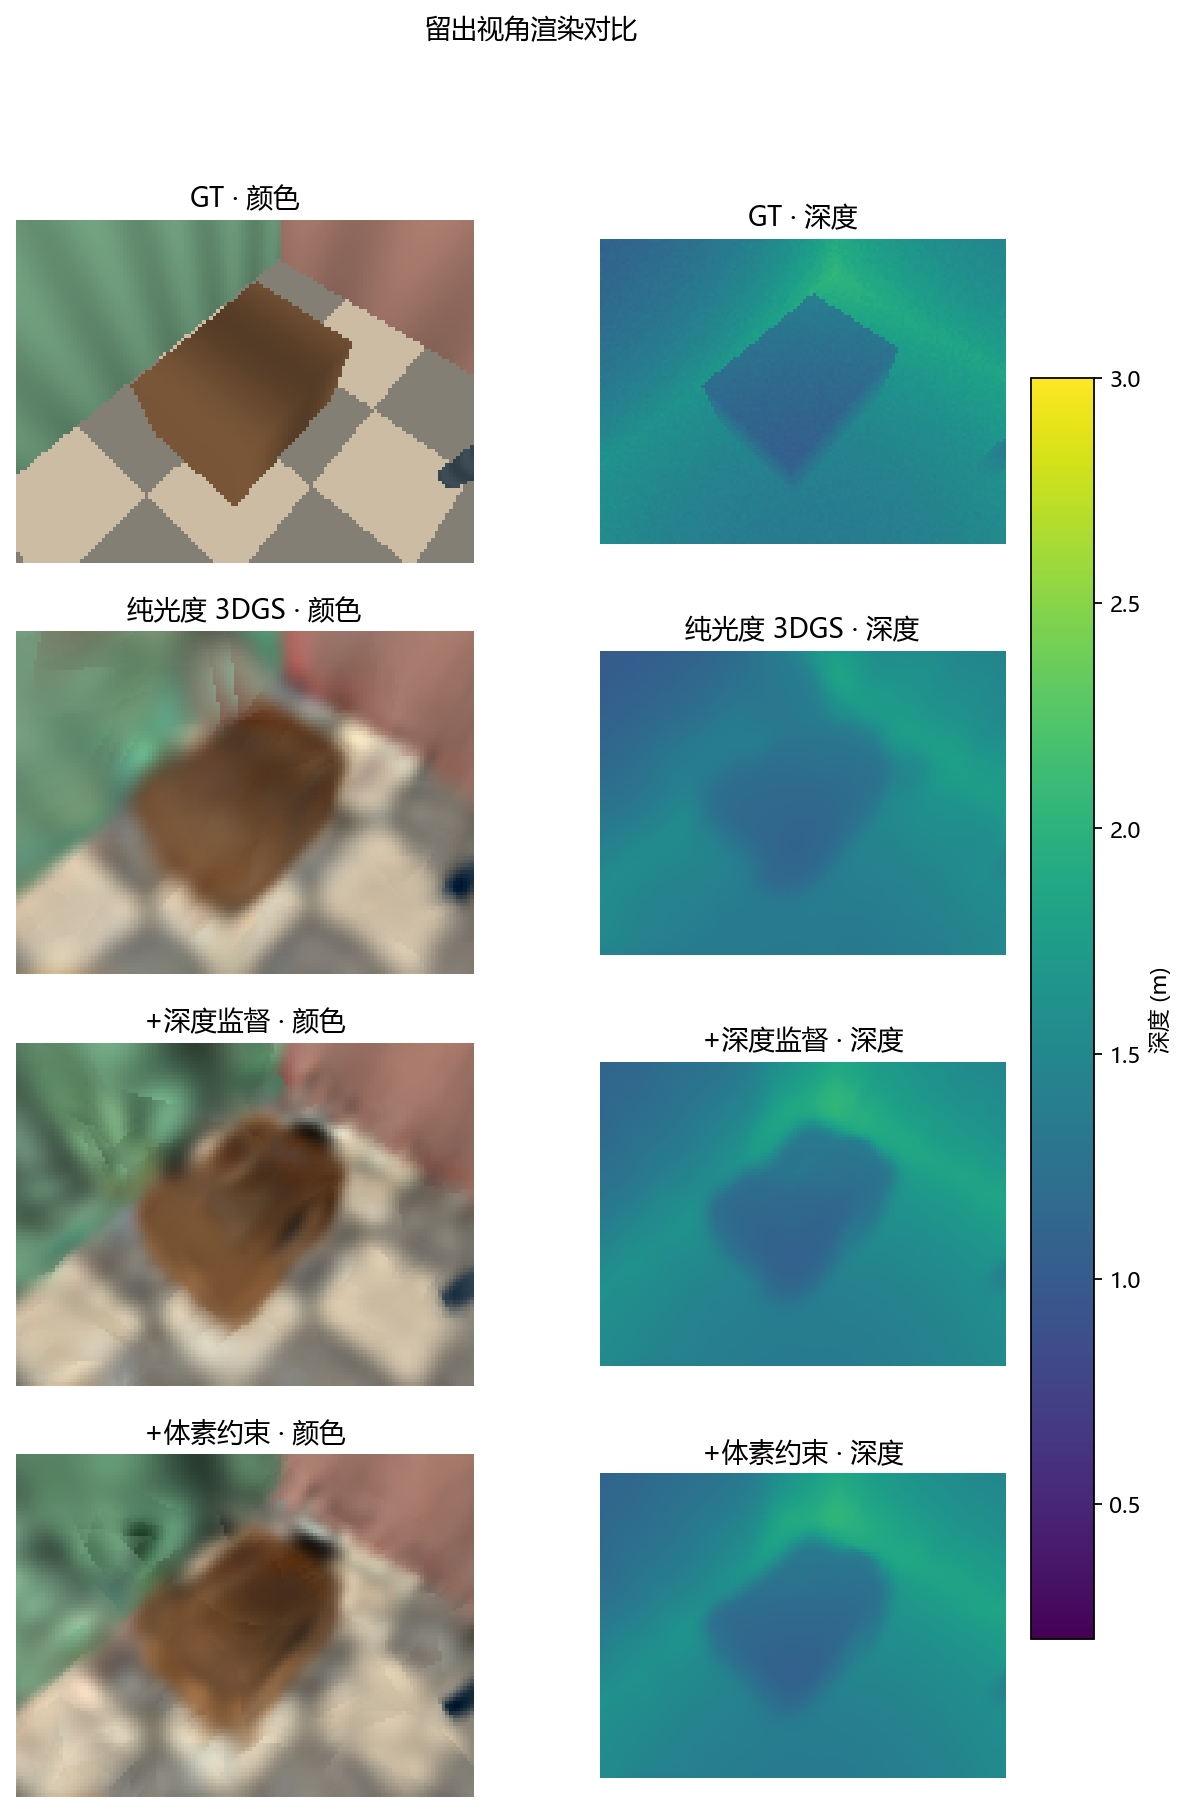 留出视角渲染对比
GT · 颜色
GT · 深度
纯光度 3DGS · 颜色
纯光度 3DGS · 深度
+深度监督 · 颜色
+深度监督 · 深度
+体素约束 · 颜色
+体素约束 · 深度
3.0
2.5
2.0
1.5
1.0
0.5
深度 (m)